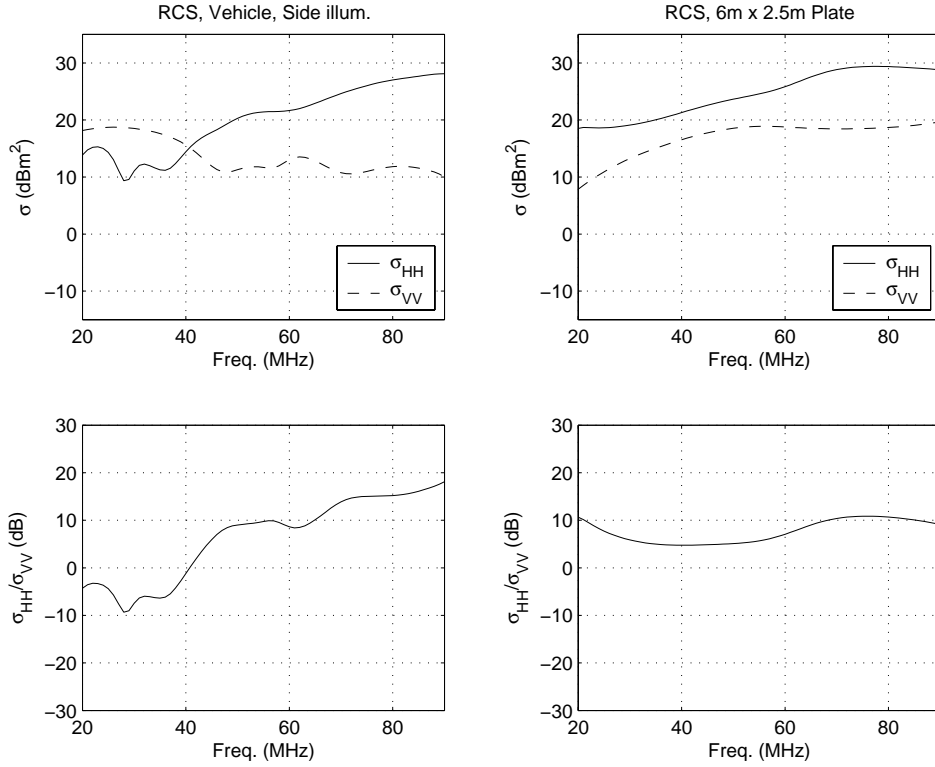 RCS, Vehicle, Side illum.
30
20
10
0
−10
σ (dBm²)
σ_HH
σ_VV
20 40 60 80
Freq. (MHz)
RCS, 6m x 2.5m Plate
30
20
10
0
−10
σ (dBm²)
σ_HH
σ_VV
20 40 60 80
Freq. (MHz)
30
20
10
0
−10
−20
−30
σ_HH/σ_VV (dB)
20 40 60 80
Freq. (MHz)
30
20
10
0
−10
−20
−30
σ_HH/σ_VV (dB)
20 40 60 80
Freq. (MHz)